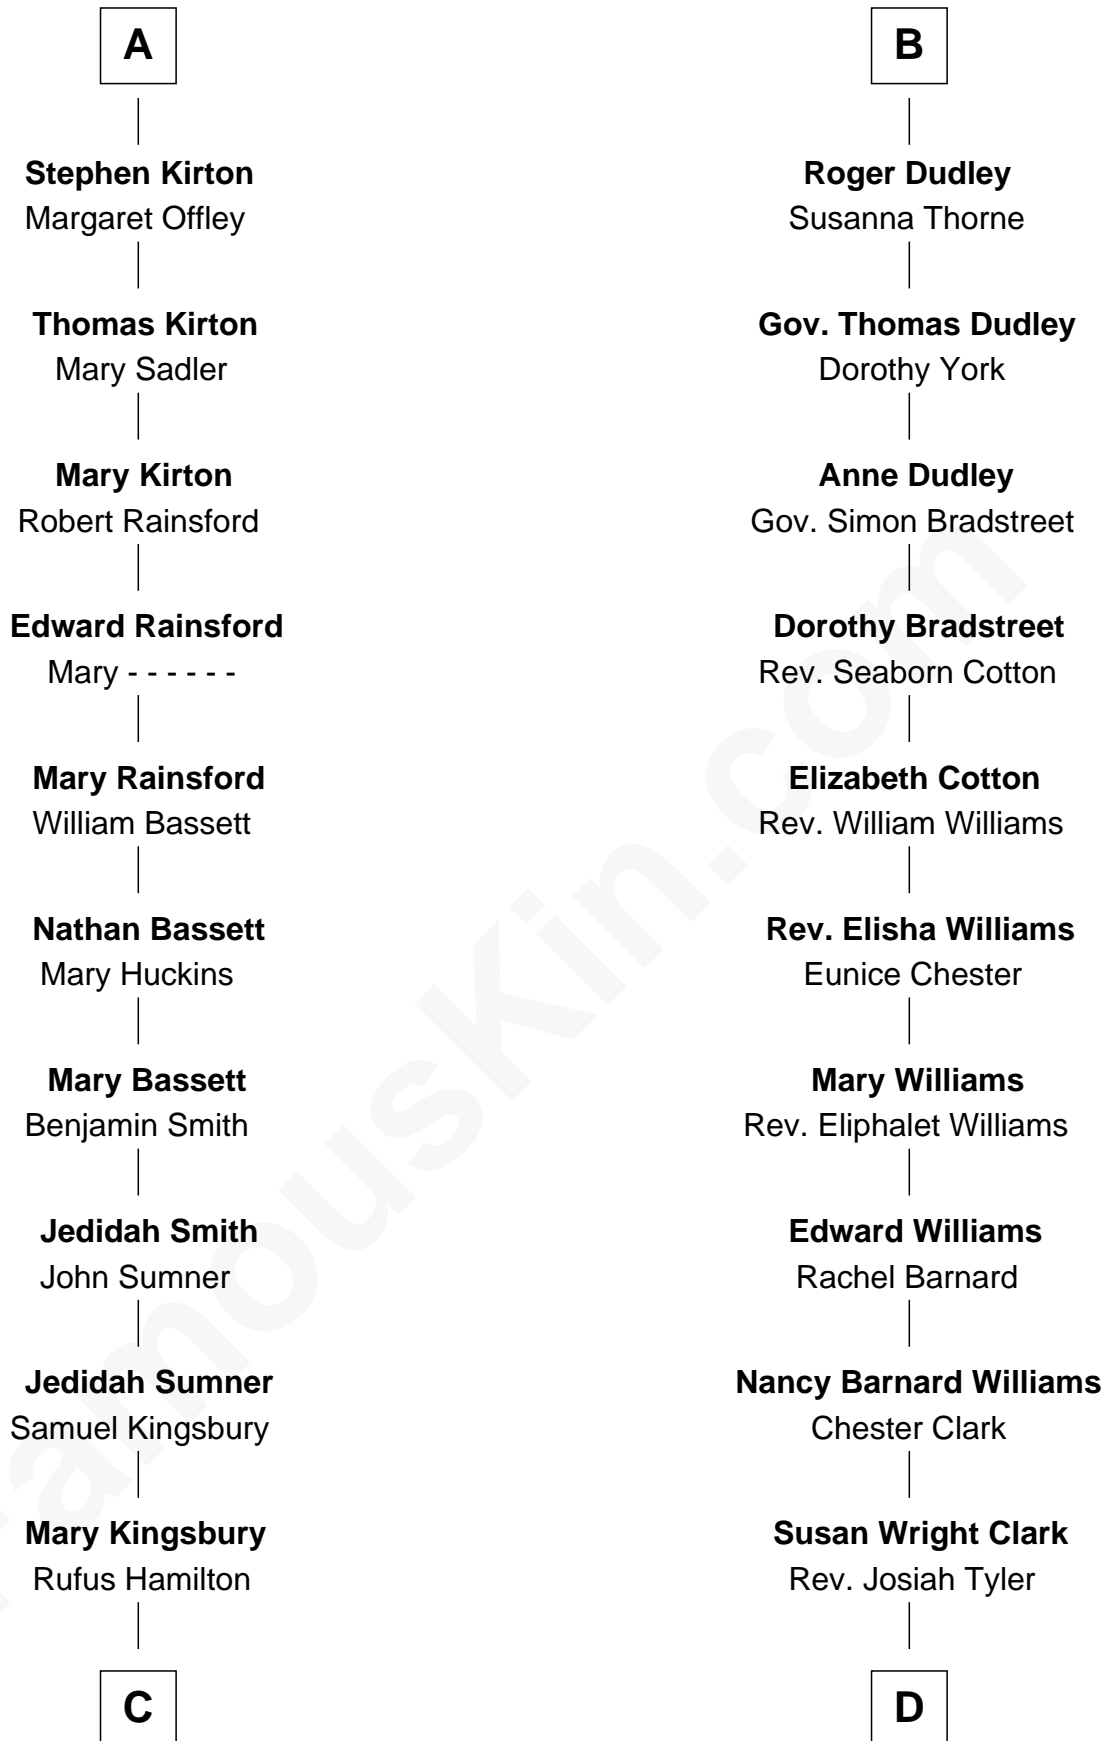 A
Stephen Kirton
Margaret Offley
Thomas Kirton
Mary Sadler
Mary Kirton
Robert Rainsford
Edward Rainsford
Mary - - - - - -
Mary Rainsford
William Bassett
Nathan Bassett
Mary Huckins
Mary Bassett
Benjamin Smith
Jedidah Smith
John Sumner
Jedidah Sumner
Samuel Kingsbury
Mary Kingsbury
Rufus Hamilton
C
B
Roger Dudley
Susanna Thorne
Gov. Thomas Dudley
Dorothy York
Anne Dudley
Gov. Simon Bradstreet
Dorothy Bradstreet
Rev. Seaborn Cotton
Elizabeth Cotton
Rev. William Williams
Rev. Elisha Williams
Eunice Chester
Mary Williams
Rev. Eliphalet Williams
Edward Williams
Rachel Barnard
Nancy Barnard Williams
Chester Clark
Susan Wright Clark
Rev. Josiah Tyler
D
FamousKin.com